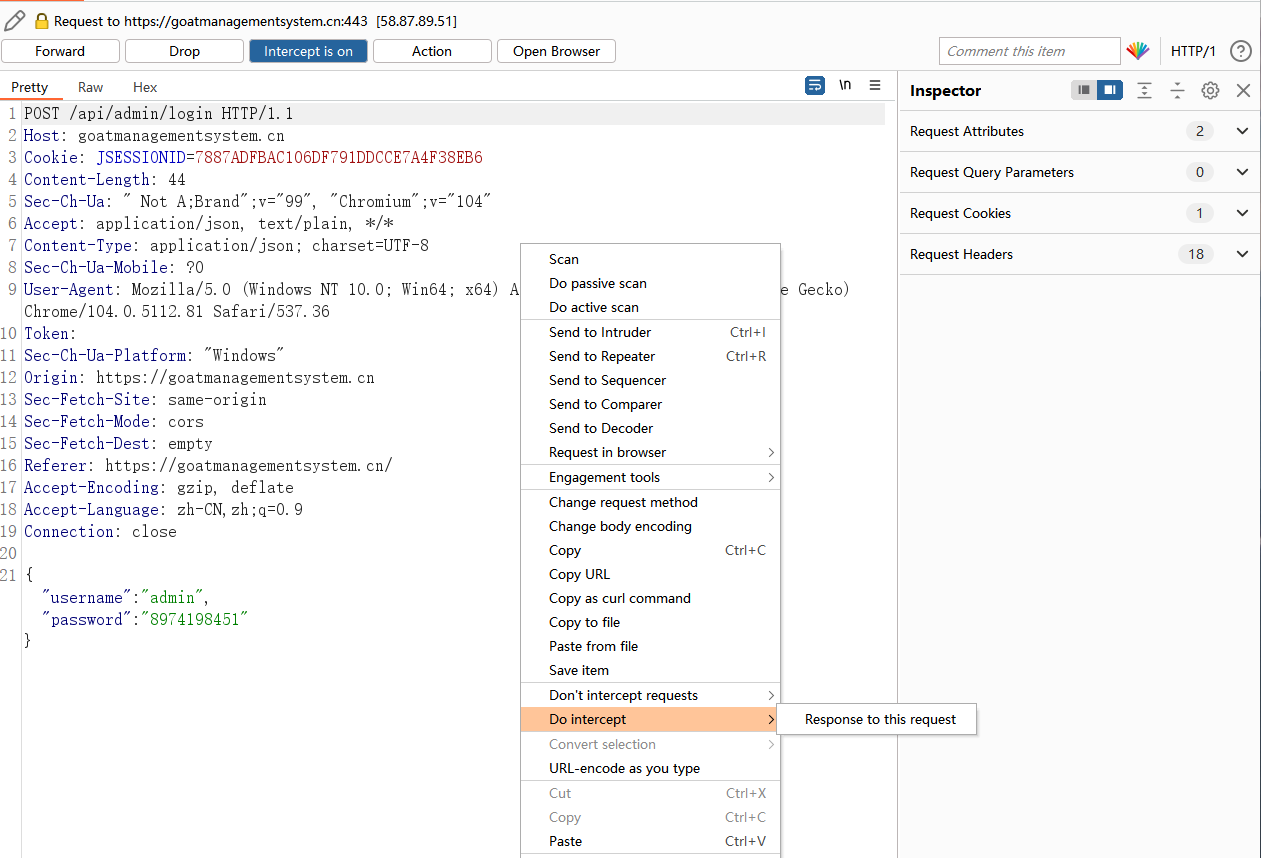 Request to https://goatmanagementsystem.cn:443 [58.87.89.51]
Forward Drop Intercept is on Action Open Browser Comment this item HTTP/1 ?
Pretty Raw Hex \n Inspector
1 POST /api/admin/login HTTP/1.1
2 Host: goatmanagementsystem.cn
3 Cookie: JSESSIONID=7887ADFBAC106DF791DDCCE7A4F38EB6
4 Content-Length: 44
5 Sec-Ch-Ua: " Not A;Brand";v="99", "Chromium";v="104"
6 Accept: application/json, text/plain, */*
7 Content-Type: application/json; charset=UTF-8
8 Sec-Ch-Ua-Mobile: ?0
9 User-Agent: Mozilla/5.0 (Windows NT 10.0; Win64; x64) A e Gecko)
Chrome/104.0.5112.81 Safari/537.36
10 Token:
11 Sec-Ch-Ua-Platform: "Windows"
12 Origin: https://goatmanagementsystem.cn
13 Sec-Fetch-Site: same-origin
14 Sec-Fetch-Mode: cors
15 Sec-Fetch-Dest: empty
16 Referer: https://goatmanagementsystem.cn/
17 Accept-Encoding: gzip, deflate
18 Accept-Language: zh-CN,zh;q=0.9
19 Connection: close
20
21 {
"username":"admin",
"password":"8974198451"
}
Scan
Do passive scan
Do active scan
Send to Intruder Ctrl+I
Send to Repeater Ctrl+R
Send to Sequencer
Send to Comparer
Send to Decoder
Request in browser
Engagement tools
Change request method
Change body encoding
Copy Ctrl+C
Copy URL
Copy as curl command
Copy to file
Paste from file
Save item
Don't intercept requests
Do intercept
Response to this request
Convert selection
URL-encode as you type
Cut Ctrl+X
Copy Ctrl+C
Paste Ctrl+V
Request Attributes 2
Request Query Parameters 0
Request Cookies 1
Request Headers 18